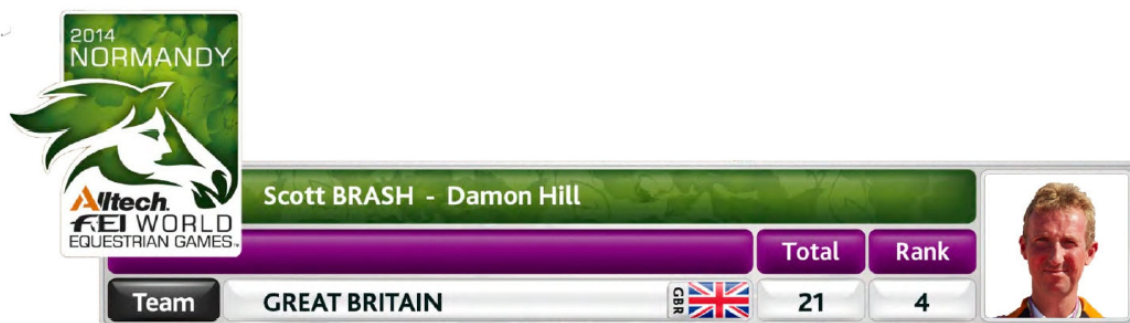 2014
NORMANDY
Alltech
FEI WORLD
EQUESTRIAN GAMES™
Scott BRASH - Damon Hill
Total Rank
Team GREAT BRITAIN GBR 21 4